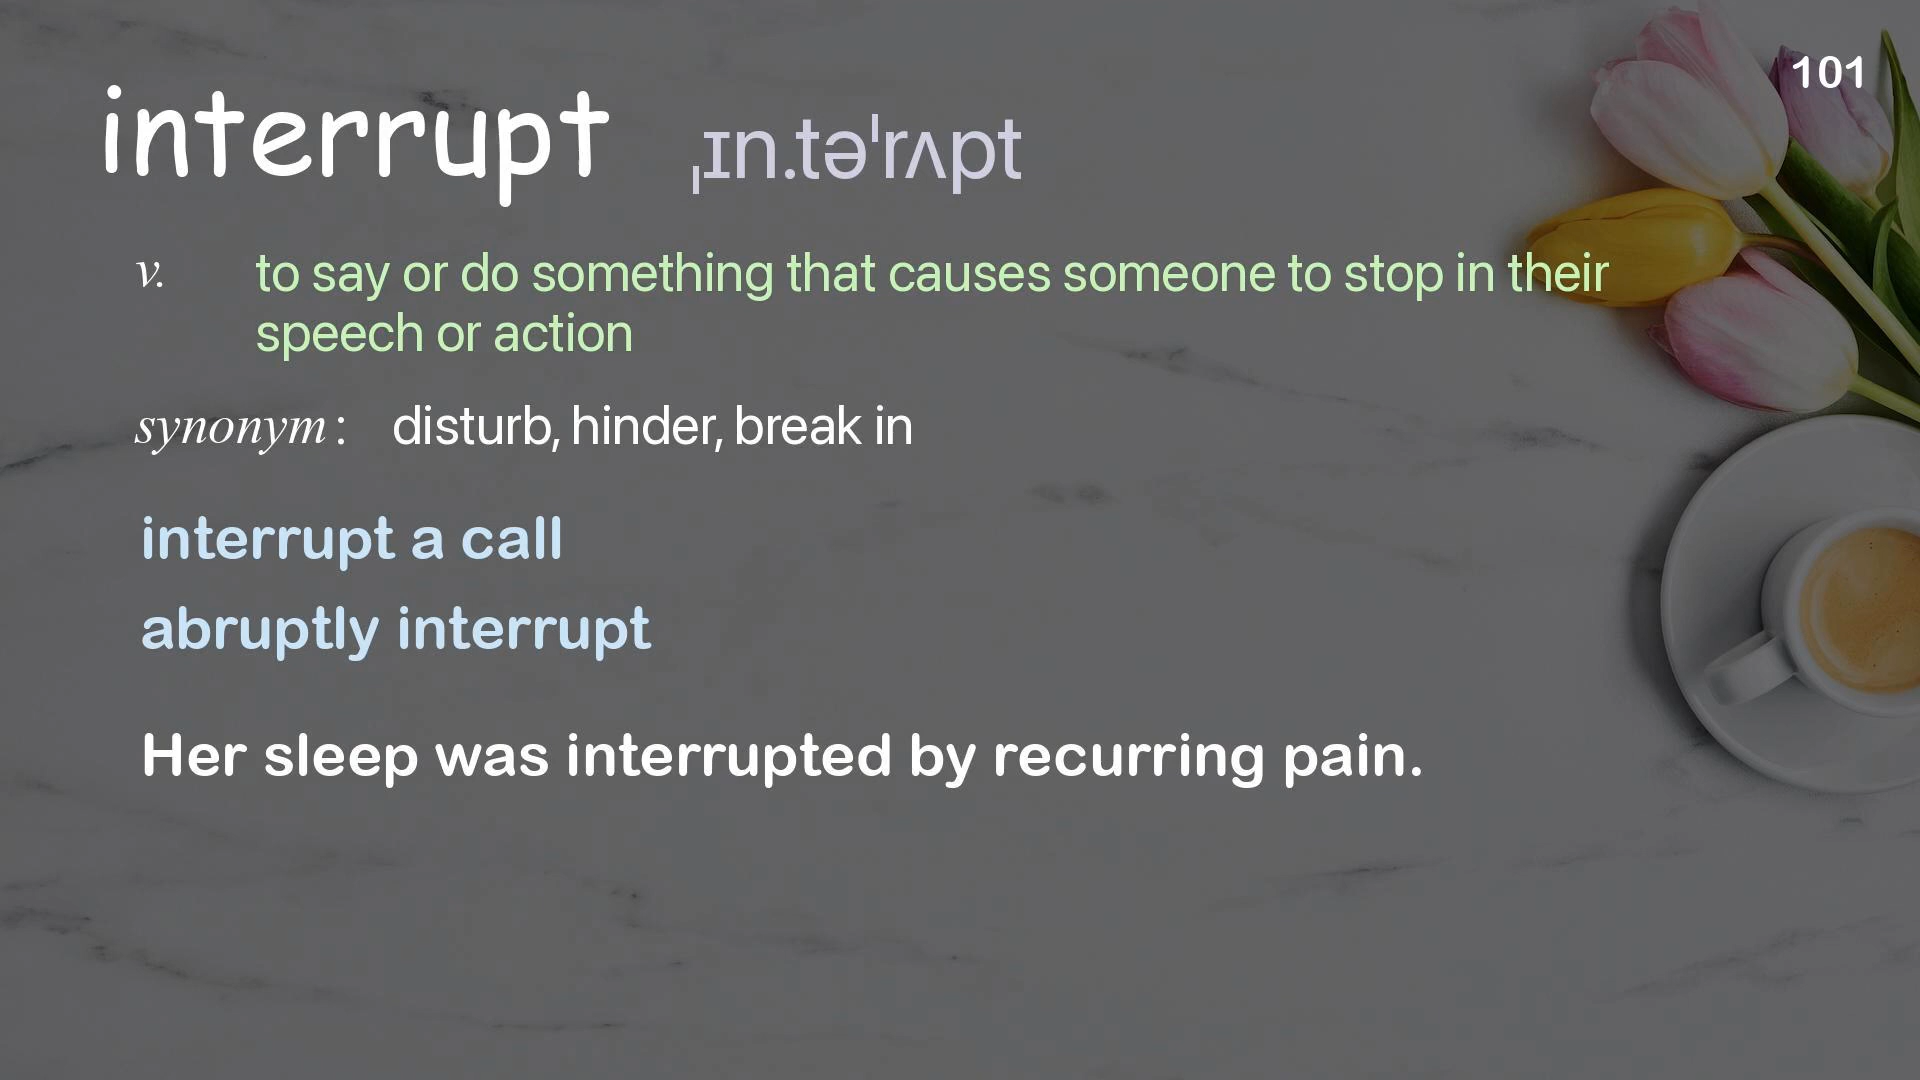 101
interrupt ˌɪn.təˈrʌpt
v. to say or do something that causes someone to stop in their
speech or action
synonym : disturb, hinder, break in
interrupt a call
abruptly interrupt
Her sleep was interrupted by recurring pain.